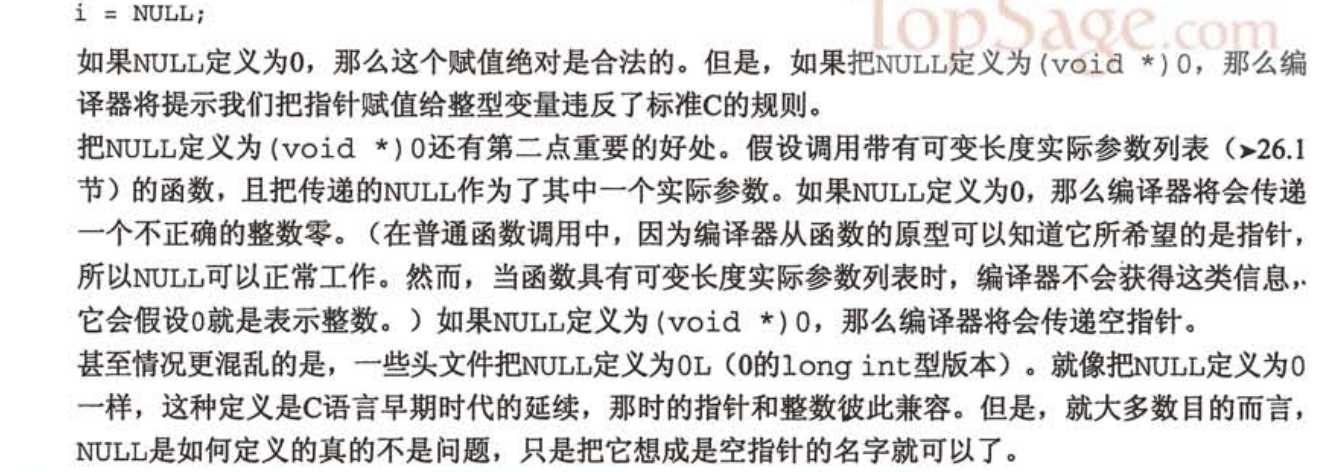 i = NULL;
TopSage.com
如果NULL定义为0，那么这个赋值绝对是合法的。但是，如果把NULL定义为(void *)0，那么编
译器将提示我们把指针赋值给整型变量违反了标准C的规则。
把NULL定义为(void *)0还有第二点重要的好处。假设调用带有可变长度实际参数列表（➤26.1
节）的函数，且把传递的NULL作为了其中一个实际参数。如果NULL定义为0，那么编译器将会传递
一个不正确的整数零。（在普通函数调用中，因为编译器从函数的原型可以知道它所希望的是指针，
所以NULL可以正常工作。然而，当函数具有可变长度实际参数列表时，编译器不会获得这类信息，
它会假设0就是表示整数。）如果NULL定义为(void *)0，那么编译器将会传递空指针。
甚至情况更混乱的是，一些头文件把NULL定义为0L（0的long int型版本）。就像把NULL定义为0
一样，这种定义是C语言早期时代的延续，那时的指针和整数彼此兼容。但是，就大多数目的而言，
NULL是如何定义的真的不是问题，只是把它想成是空指针的名字就可以了。